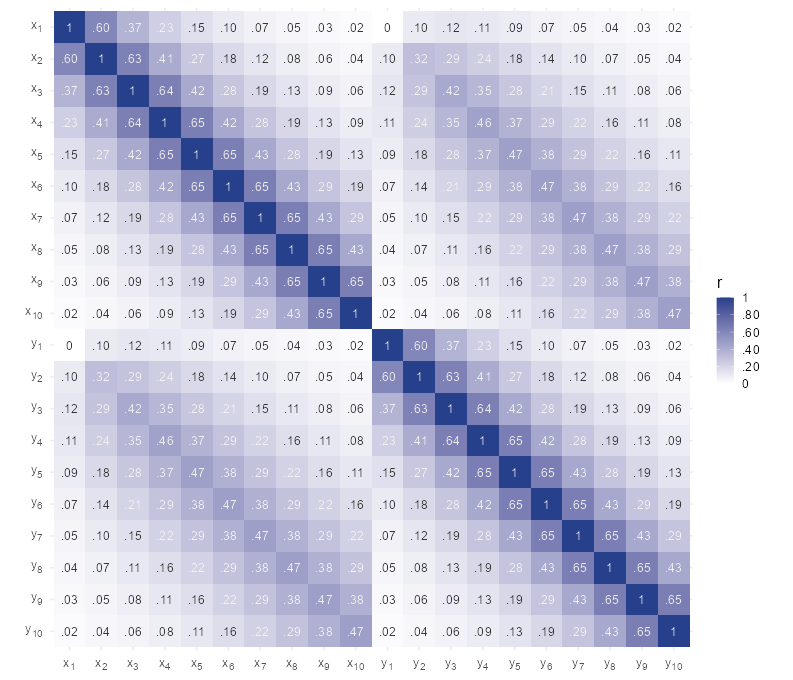 x1 1 .60 .37 .23 .15 .10 .07 .05 .03 .02 0 .10 .12 .11 .09 .07 .05 .04 .03 .02
x2 .60 1 .63 .41 .27 .18 .12 .08 .06 .04 .10 .32 .29 .24 .18 .14 .10 .07 .05 .04
x3 .37 .63 1 .64 .42 .28 .19 .13 .09 .06 .12 .29 .42 .35 .28 .21 .15 .11 .08 .06
x4 .23 .41 .64 1 .65 .42 .28 .19 .13 .09 .11 .24 .35 .46 .37 .29 .22 .16 .11 .08
x5 .15 .27 .42 .65 1 .65 .43 .28 .19 .13 .09 .18 .28 .37 .47 .38 .29 .22 .16 .11
x6 .10 .18 .28 .42 .65 1 .65 .43 .29 .19 .07 .14 .21 .29 .38 .47 .38 .29 .22 .16
x7 .07 .12 .19 .28 .43 .65 1 .65 .43 .29 .05 .10 .15 .22 .29 .38 .47 .38 .29 .22
x8 .05 .08 .13 .19 .28 .43 .65 1 .65 .43 .04 .07 .11 .16 .22 .29 .38 .47 .38 .29
x9 .03 .06 .09 .13 .19 .29 .43 .65 1 .65 .03 .05 .08 .11 .16 .22 .29 .38 .47 .38
x10 .02 .04 .06 .09 .13 .19 .29 .43 .65 1 .02 .04 .06 .08 .11 .16 .22 .29 .38 .47
y1 0 .10 .12 .11 .09 .07 .05 .04 .03 .02 1 .60 .37 .23 .15 .10 .07 .05 .03 .02
y2 .10 .32 .29 .24 .18 .14 .10 .07 .05 .04 .60 1 .63 .41 .27 .18 .12 .08 .06 .04
y3 .12 .29 .42 .35 .28 .21 .15 .11 .08 .06 .37 .63 1 .64 .42 .28 .19 .13 .09 .06
y4 .11 .24 .35 .46 .37 .29 .22 .16 .11 .08 .23 .41 .64 1 .65 .42 .28 .19 .13 .09
y5 .09 .18 .28 .37 .47 .38 .29 .22 .16 .11 .15 .27 .42 .65 1 .65 .43 .28 .19 .13
y6 .07 .14 .21 .29 .38 .47 .38 .29 .22 .16 .10 .18 .28 .42 .65 1 .65 .43 .29 .19
y7 .05 .10 .15 .22 .29 .38 .47 .38 .29 .22 .07 .12 .19 .28 .43 .65 1 .65 .43 .29
y8 .04 .07 .11 .16 .22 .29 .38 .47 .38 .29 .05 .08 .13 .19 .28 .43 .65 1 .65 .43
y9 .03 .05 .08 .11 .16 .22 .29 .38 .47 .38 .03 .06 .09 .13 .19 .29 .43 .65 1 .65
y10 .02 .04 .06 .08 .11 .16 .22 .29 .38 .47 .02 .04 .06 .09 .13 .19 .29 .43 .65 1
x1 x2 x3 x4 x5 x6 x7 x8 x9 x10 y1 y2 y3 y4 y5 y6 y7 y8 y9 y10
r
1
.80
.60
.40
.20
0